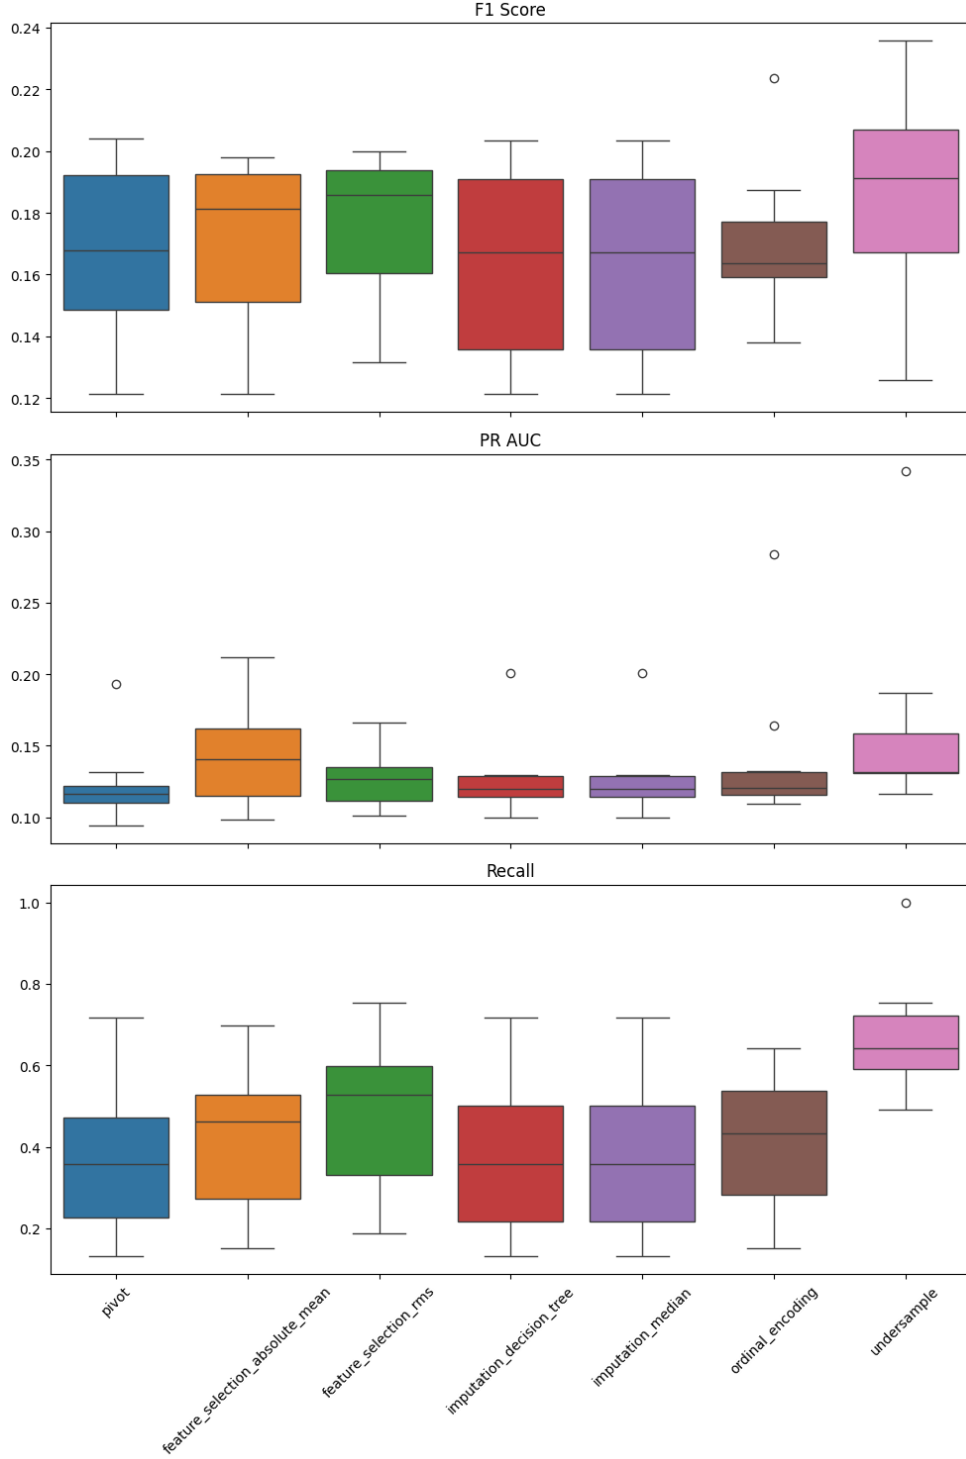 F1 Score
0.24
0.22
0.20
0.18
0.16
0.14
0.12
PR AUC
0.35
0.30
0.25
0.20
0.15
0.10
Recall
1.0
0.8
0.6
0.4
0.2
pivot
feature_selection_absolute_mean
feature_selection_rms
imputation_decision_tree
imputation_median
ordinal_encoding
undersample